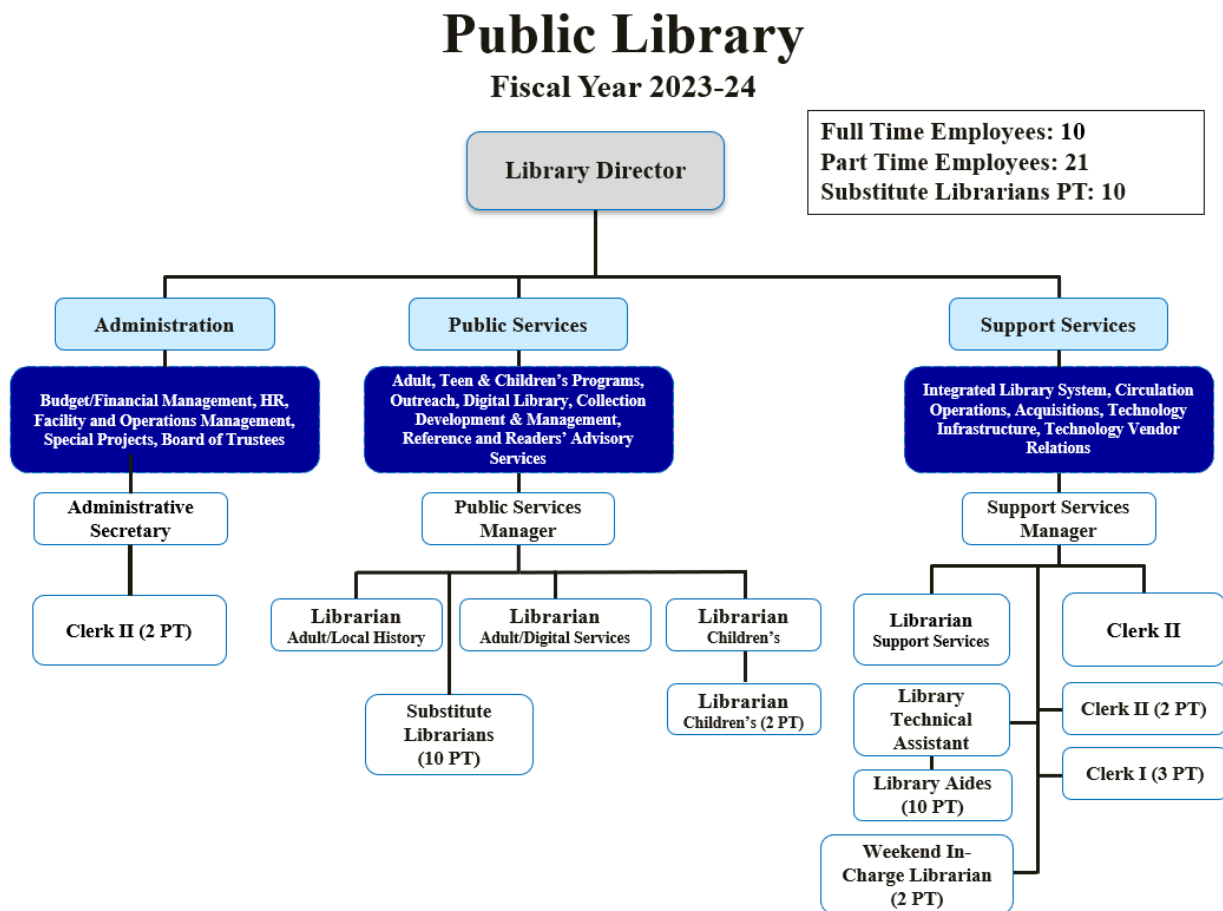 Public Library
Fiscal Year 2023-24
Full Time Employees: 10
Part Time Employees: 21
Substitute Librarians PT: 10
Library Director
Administration
Public Services
Support Services
Budget/Financial Management, HR,
Facility and Operations Management,
Special Projects, Board of Trustees
Adult, Teen & Children’s Programs,
Outreach, Digital Library, Collection
Development & Management,
Reference and Readers’ Advisory
Services
Integrated Library System, Circulation
Operations, Acquisitions, Technology
Infrastructure, Technology Vendor
Relations
Administrative
Secretary
Public Services
Manager
Support Services
Manager
Clerk II (2 PT)
Librarian
Adult/Local History
Librarian
Adult/Digital Services
Librarian
Children’s
Substitute
Librarians
(10 PT)
Librarian
Children’s (2 PT)
Librarian
Support Services
Clerk II
Library
Technical
Assistant
Clerk II (2 PT)
Library Aides
(10 PT)
Clerk I (3 PT)
Weekend In-
Charge Librarian
(2 PT)